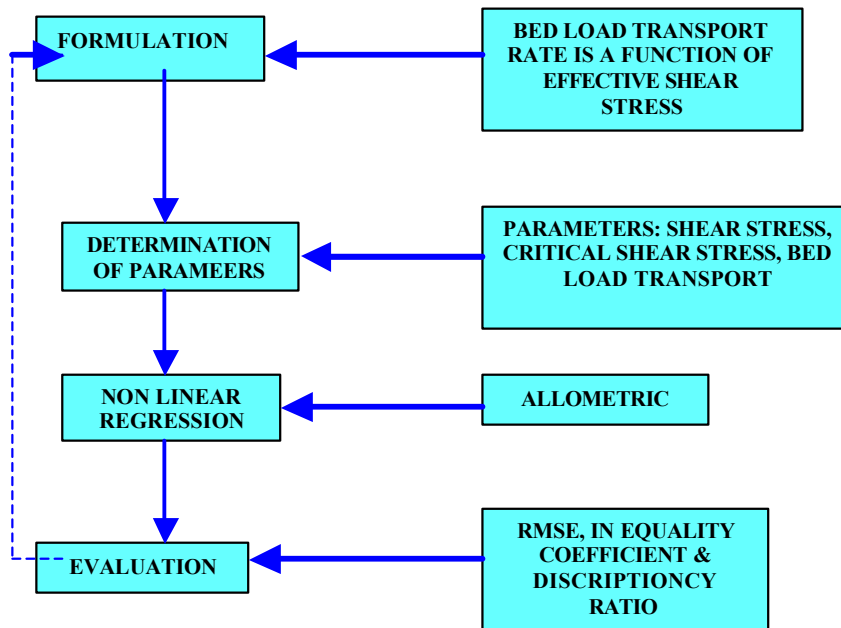 FORMULATION
BED LOAD TRANSPORT
RATE IS A FUNCTION OF
EFFECTIVE SHEAR
STRESS
DETERMINATION
OF PARAMEERS
PARAMETERS: SHEAR STRESS,
CRITICAL SHEAR STRESS, BED
LOAD TRANSPORT
NON LINEAR
REGRESSION
ALLOMETRIC
EVALUATION
RMSE, IN EQUALITY
COEFFICIENT &
DISCRIPTIONCY
RATIO